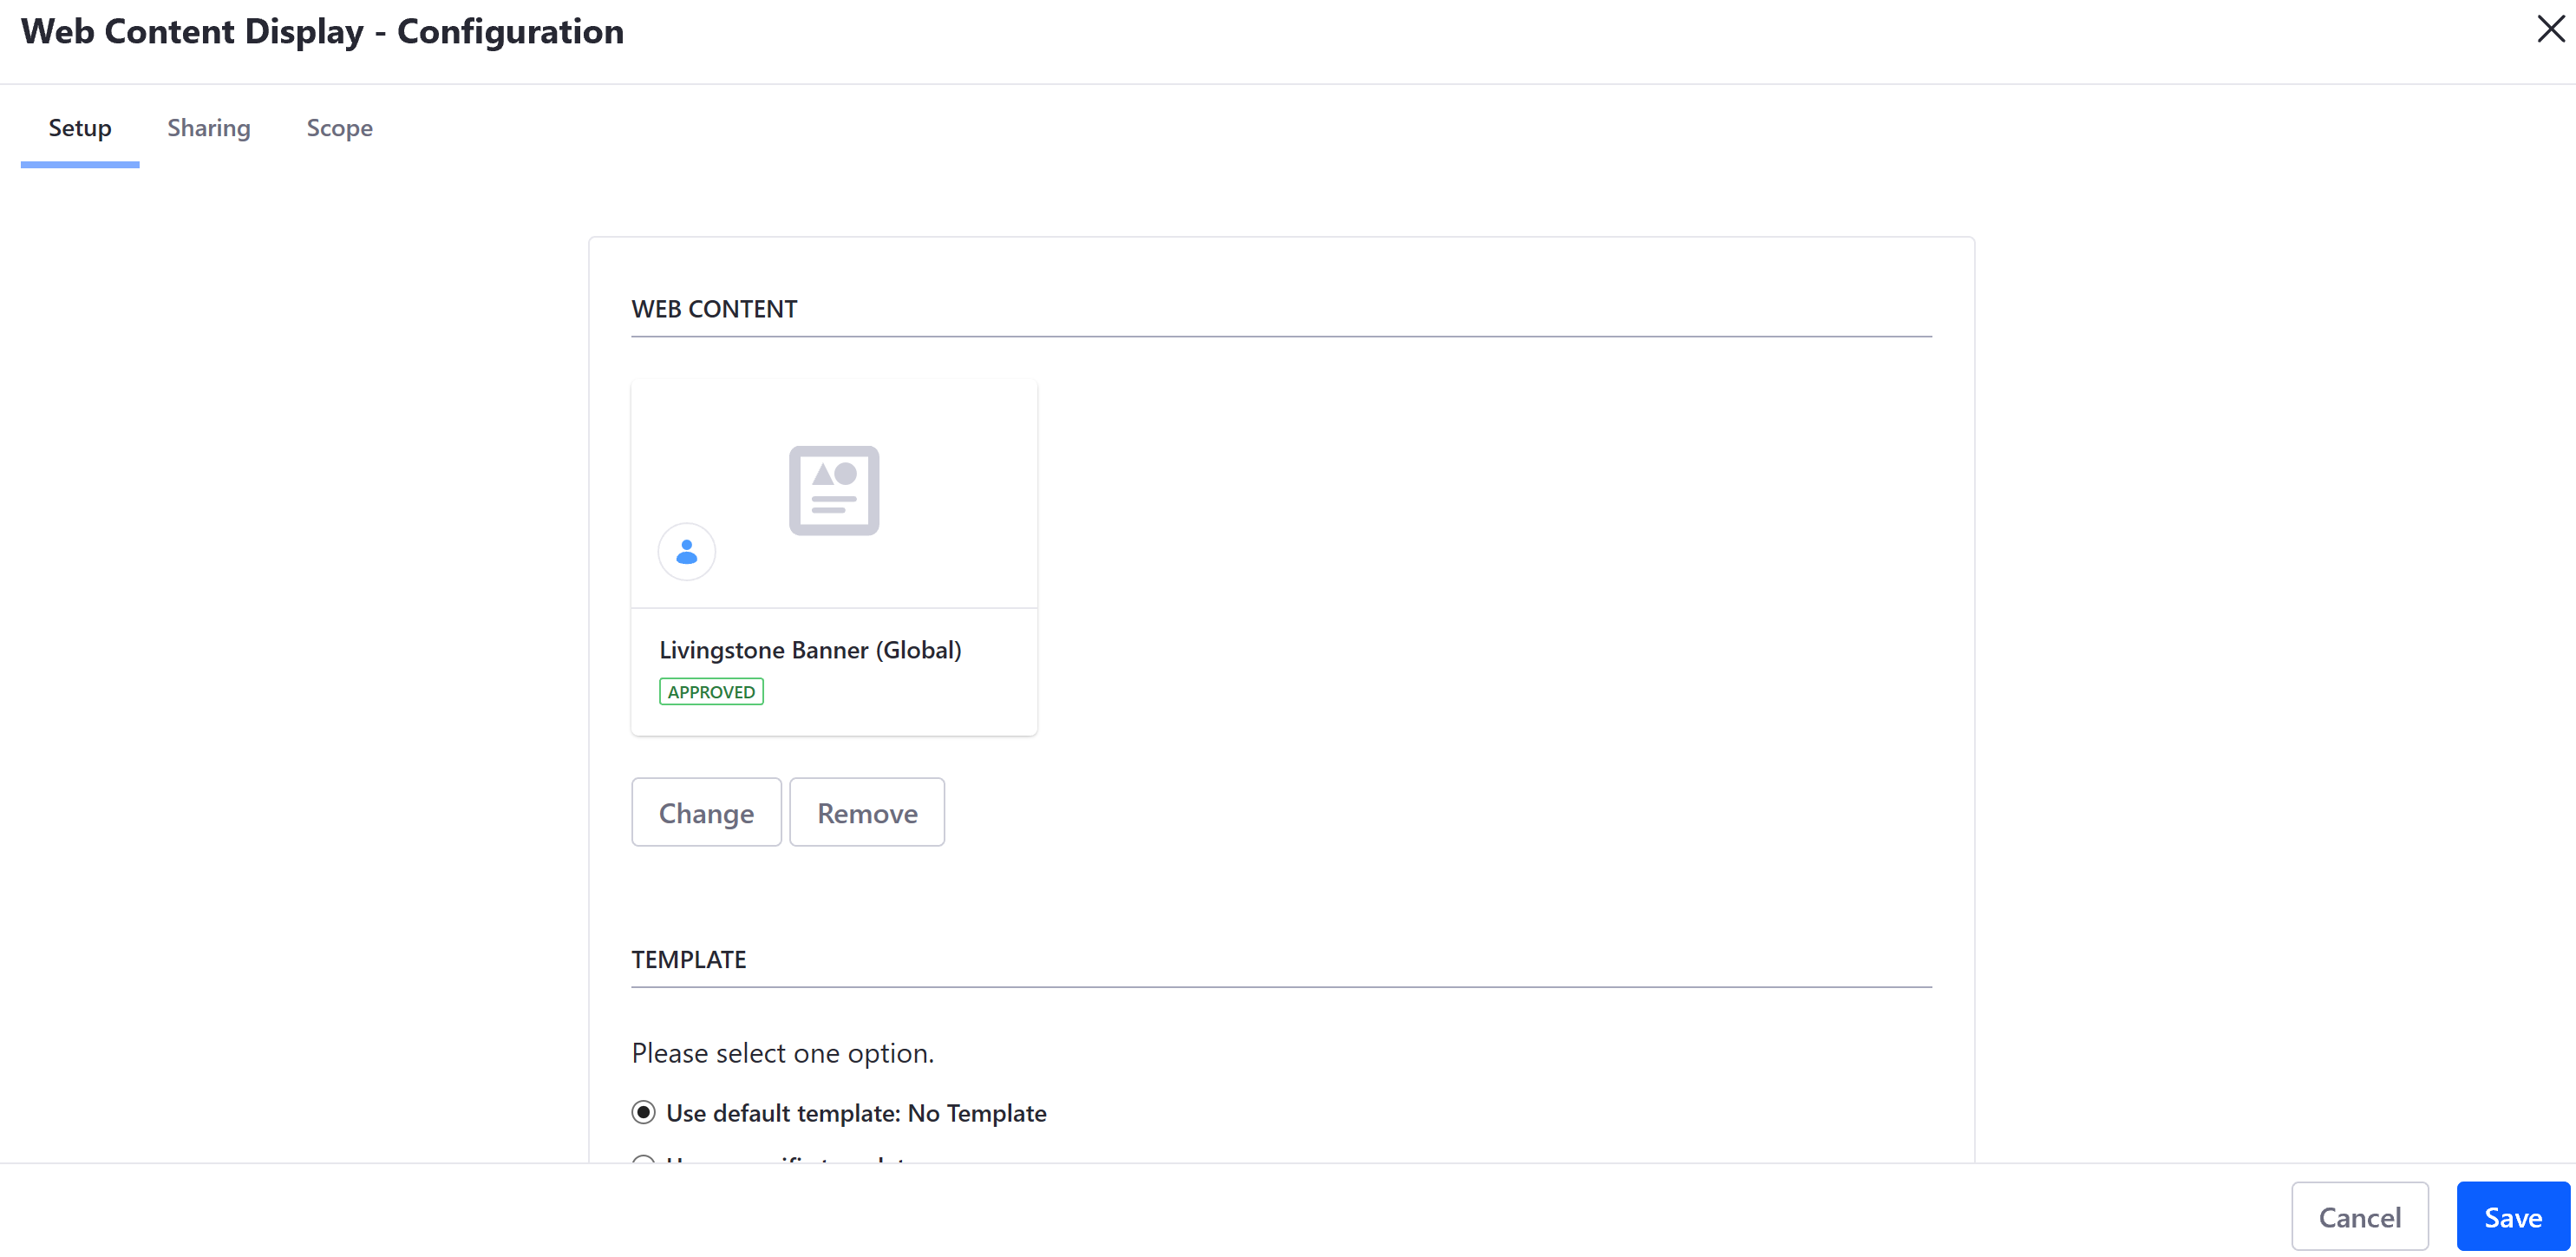 Web Content Display - Configuration
Setup Sharing Scope
WEB CONTENT
Livingstone Banner (Global)
APPROVED
Change Remove
TEMPLATE
Please select one option.
Use default template: No Template
Cancel Save